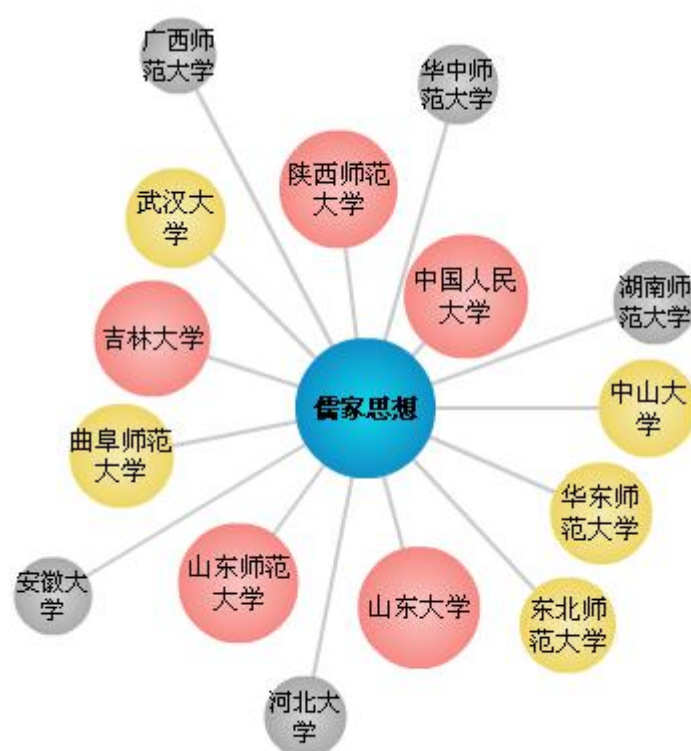 广西师
范大学
华中师
范大学
陕西师范
大学
武汉大
学
中国人民
大学
湖南师
范大学
吉林大学
儒家思想
中山大
学
曲阜师范
大学
华东师
范大学
安徽大
学
山东师范
大学
山东大学
东北师
范大学
河北大
学